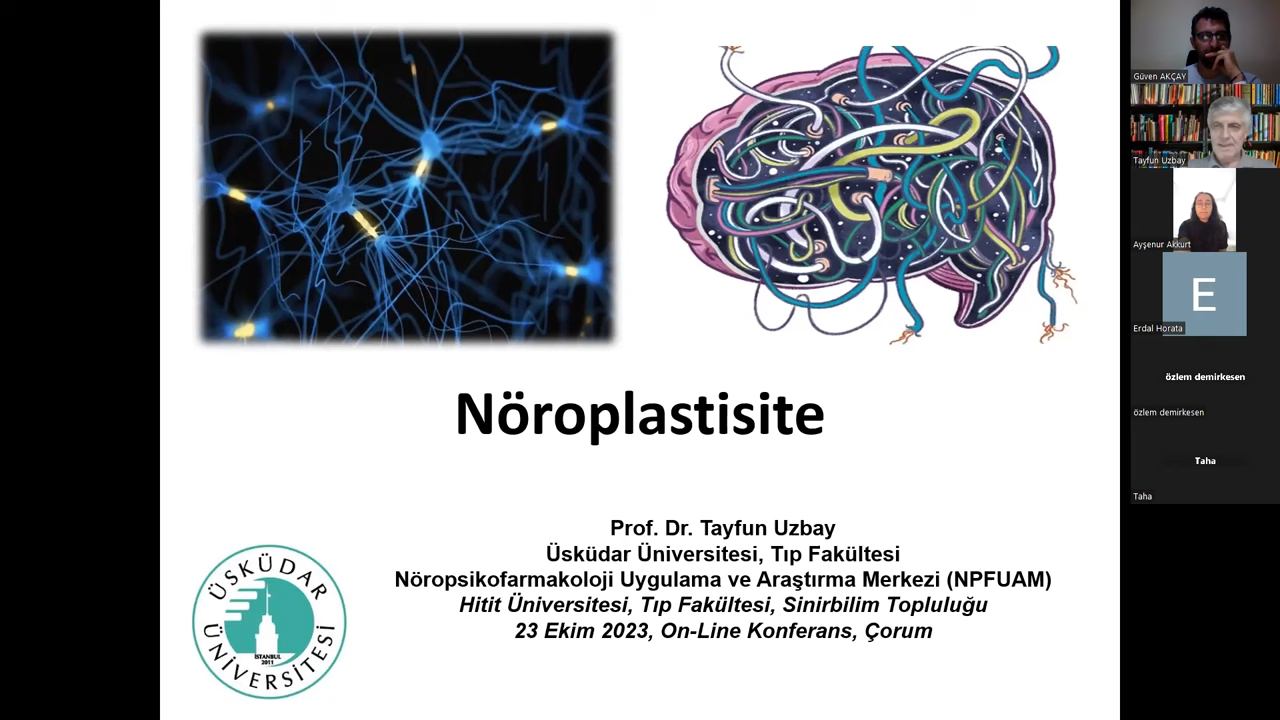 Nöroplastisite
Prof. Dr. Tayfun Uzbay
Üsküdar Üniversitesi, Tıp Fakültesi
Nöropsikofarmakoloji Uygulama ve Araştırma Merkezi (NPFUAM)
Hitit Üniversitesi, Tıp Fakültesi, Sinirbilim Topluluğu
23 Ekim 2023, On-Line Konferans, Çorum
ÜSKÜDAR
ÜNİVERSİTESİ
İSTANBUL
2011
Güven AKÇAY
Tayfun Uzbay
Ayşenur Akkurt
E
Erdal Horata
özlem demirkesen
özlem demirkesen
Taha
Taha